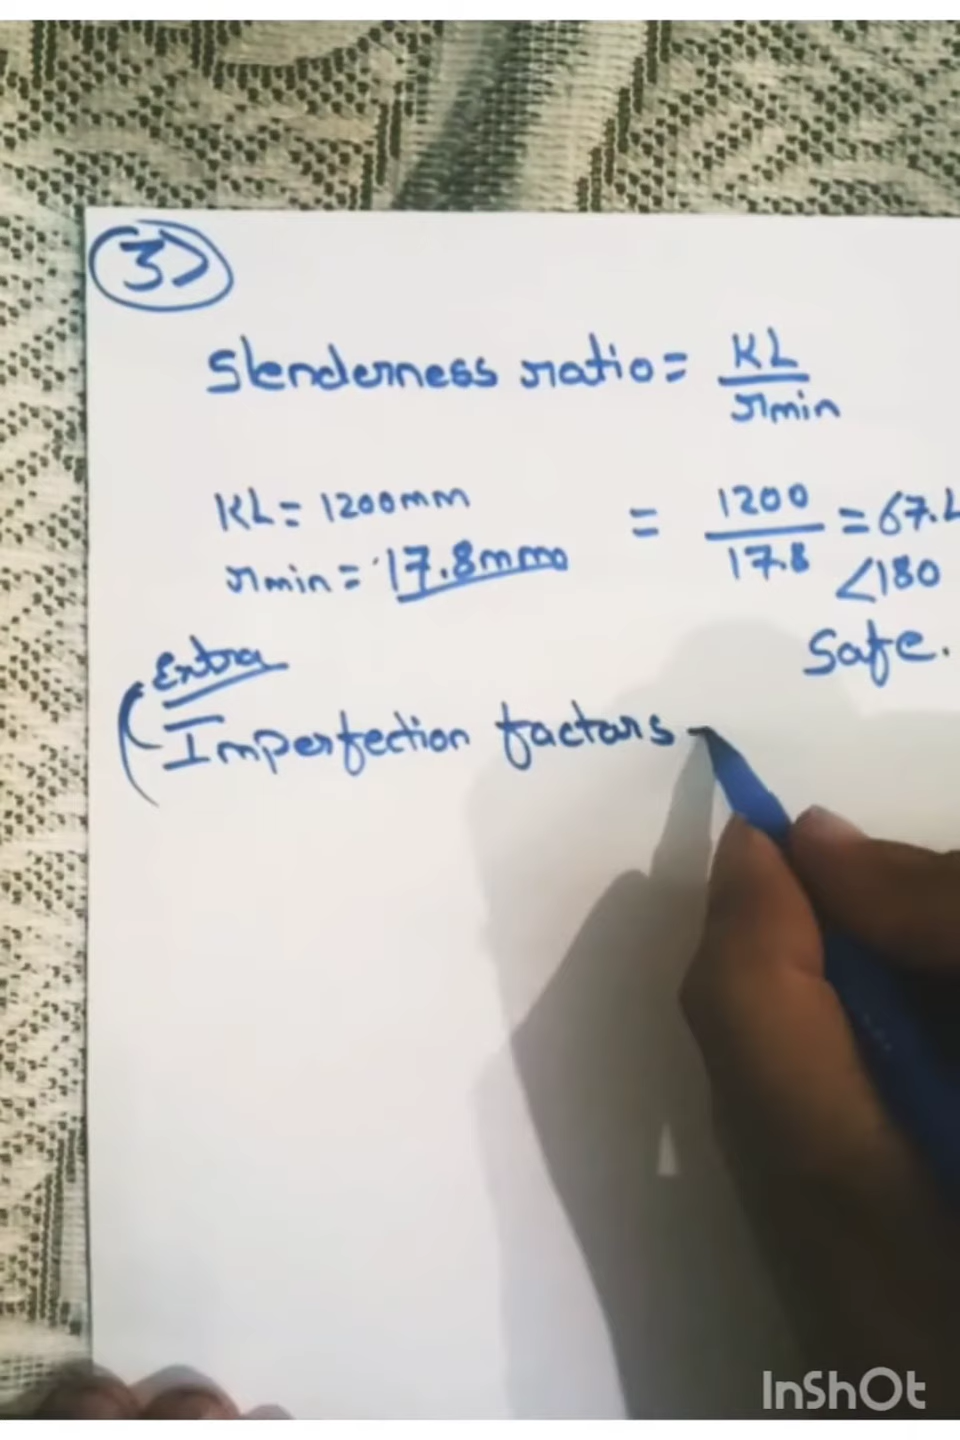 3>
Slenderness ratio = KL / rmin
KL = 1200mm
rmin = 17.8mm
= 1200 / 17.8 = 67.4
<180
Safe.
Extra
Imperfection factors -
InShOt